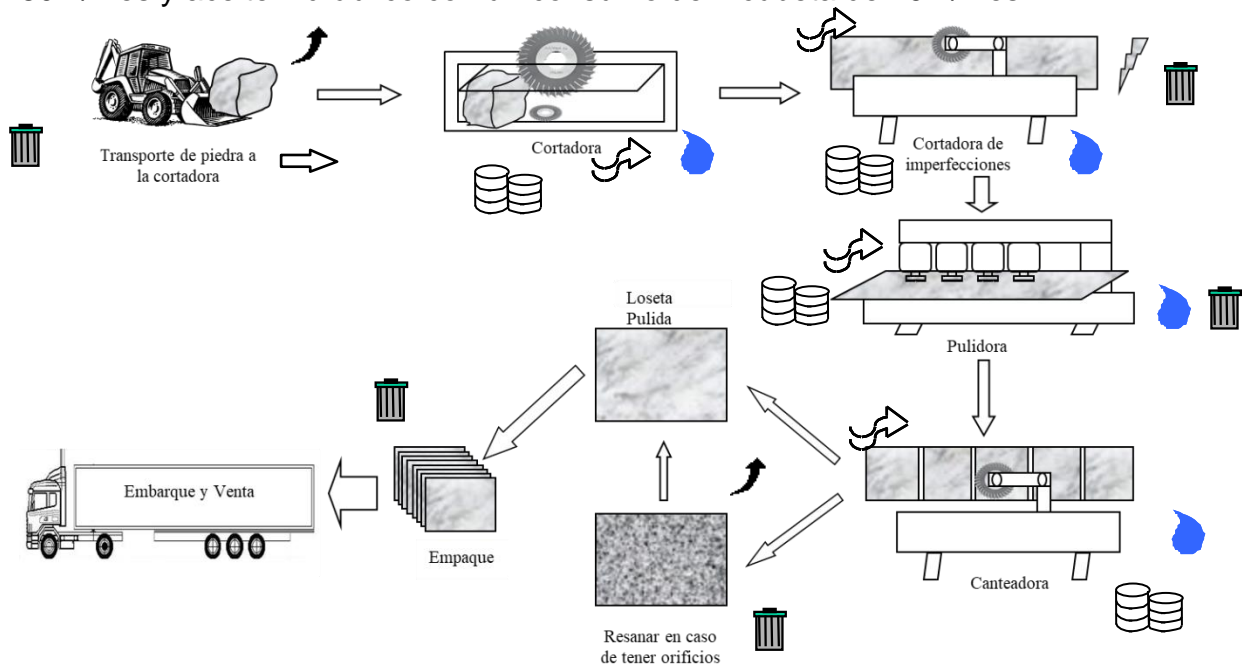 Transporte de piedra a
la cortadora
Cortadora
Cortadora de
imperfecciones
Pulidora
Loseta
Pulida
Embarque y Venta
Empaque
Resanar en caso
de tener orificios
Canteadora